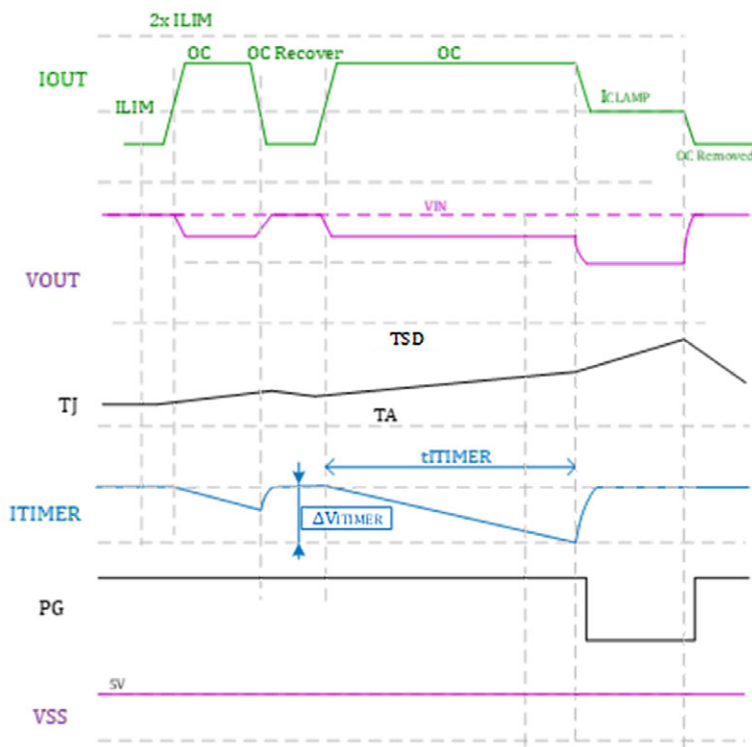 2x ILIM
OC
OC Recover
OC
IOUT
ILIM
ICLAMP
OC Removed
VIN
VOUT
TSD
TJ
TA
tITIMER
ITIMER
ΔVITIMER
PG
5V
VSS